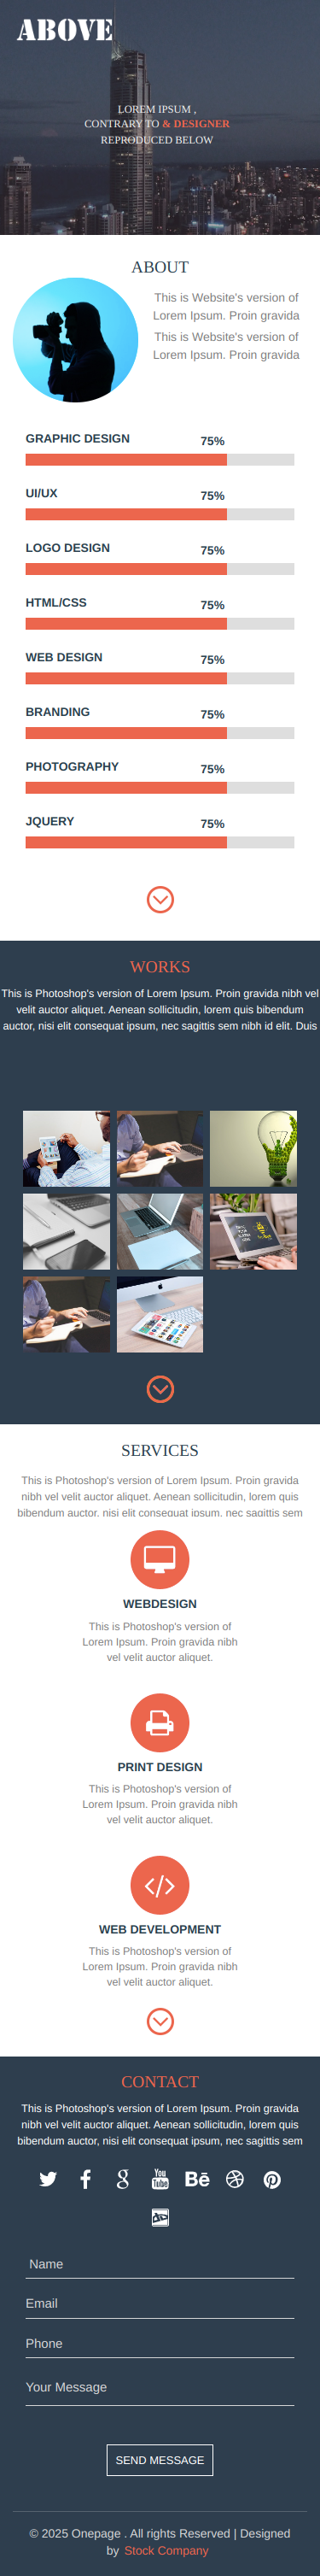 ABOVE
LOREM IPSUM ,
CONTRARY TO & DESIGNER
REPRODUCED BELOW
ABOUT
This is Website's version of
Lorem Ipsum. Proin gravida
This is Website's version of
Lorem Ipsum. Proin gravida
GRAPHIC DESIGN 75%
UI/UX 75%
LOGO DESIGN 75%
HTML/CSS 75%
WEB DESIGN 75%
BRANDING 75%
PHOTOGRAPHY 75%
JQUERY 75%
WORKS
This is Photoshop's version of Lorem Ipsum. Proin gravida nibh vel
velit auctor aliquet. Aenean sollicitudin, lorem quis bibendum
auctor, nisi elit consequat ipsum, nec sagittis sem nibh id elit. Duis
SERVICES
This is Photoshop's version of Lorem Ipsum. Proin gravida
nibh vel velit auctor aliquet. Aenean sollicitudin, lorem quis
bibendum auctor, nisi elit consequat ipsum, nec sagittis sem
WEBDESIGN
This is Photoshop's version of
Lorem Ipsum. Proin gravida nibh
vel velit auctor aliquet.
PRINT DESIGN
This is Photoshop's version of
Lorem Ipsum. Proin gravida nibh
vel velit auctor aliquet.
WEB DEVELOPMENT
This is Photoshop's version of
Lorem Ipsum. Proin gravida nibh
vel velit auctor aliquet.
CONTACT
This is Photoshop's version of Lorem Ipsum. Proin gravida
nibh vel velit auctor aliquet. Aenean sollicitudin, lorem quis
bibendum auctor, nisi elit consequat ipsum, nec sagittis sem
You
Tube
Bē
Name
Email
Phone
Your Message
SEND MESSAGE
© 2025 Onepage . All rights Reserved | Designed
by Stock Company